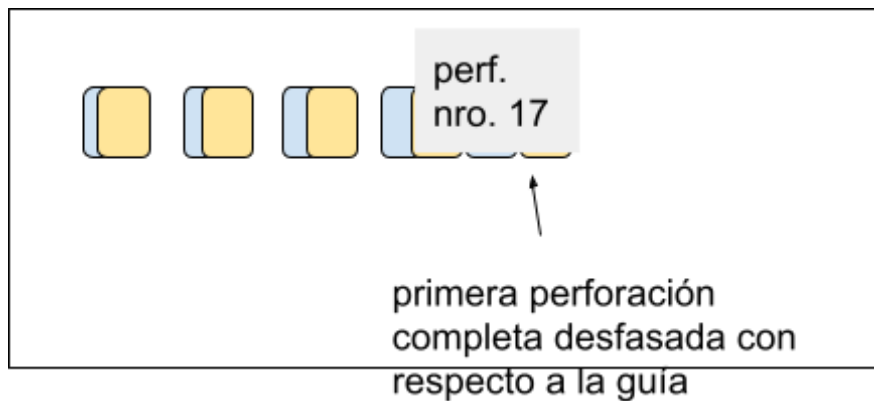 perf.
nro. 17
primera perforación
completa desfasada con
respecto a la guía